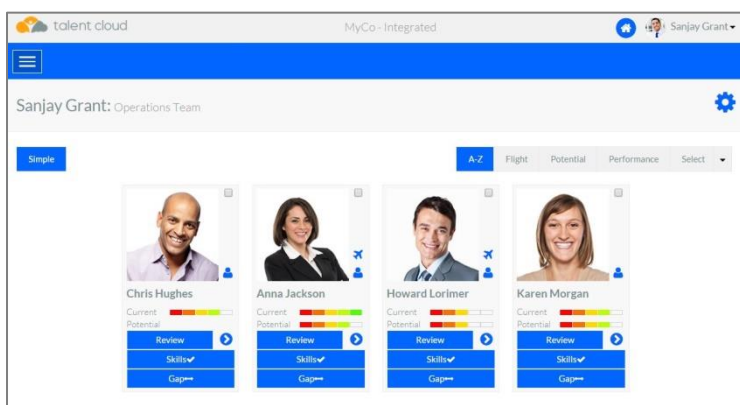 talent cloud
MyCo - Integrated
Sanjay Grant
Sanjay Grant: Operations Team
Simple
A-Z Flight Potential Performance Select
Chris Hughes
Current
Potential
Review
Skills
Gap
Anna Jackson
Current
Potential
Review
Skills
Gap
Howard Lorimer
Current
Potential
Review
Skills
Gap
Karen Morgan
Current
Potential
Review
Skills
Gap